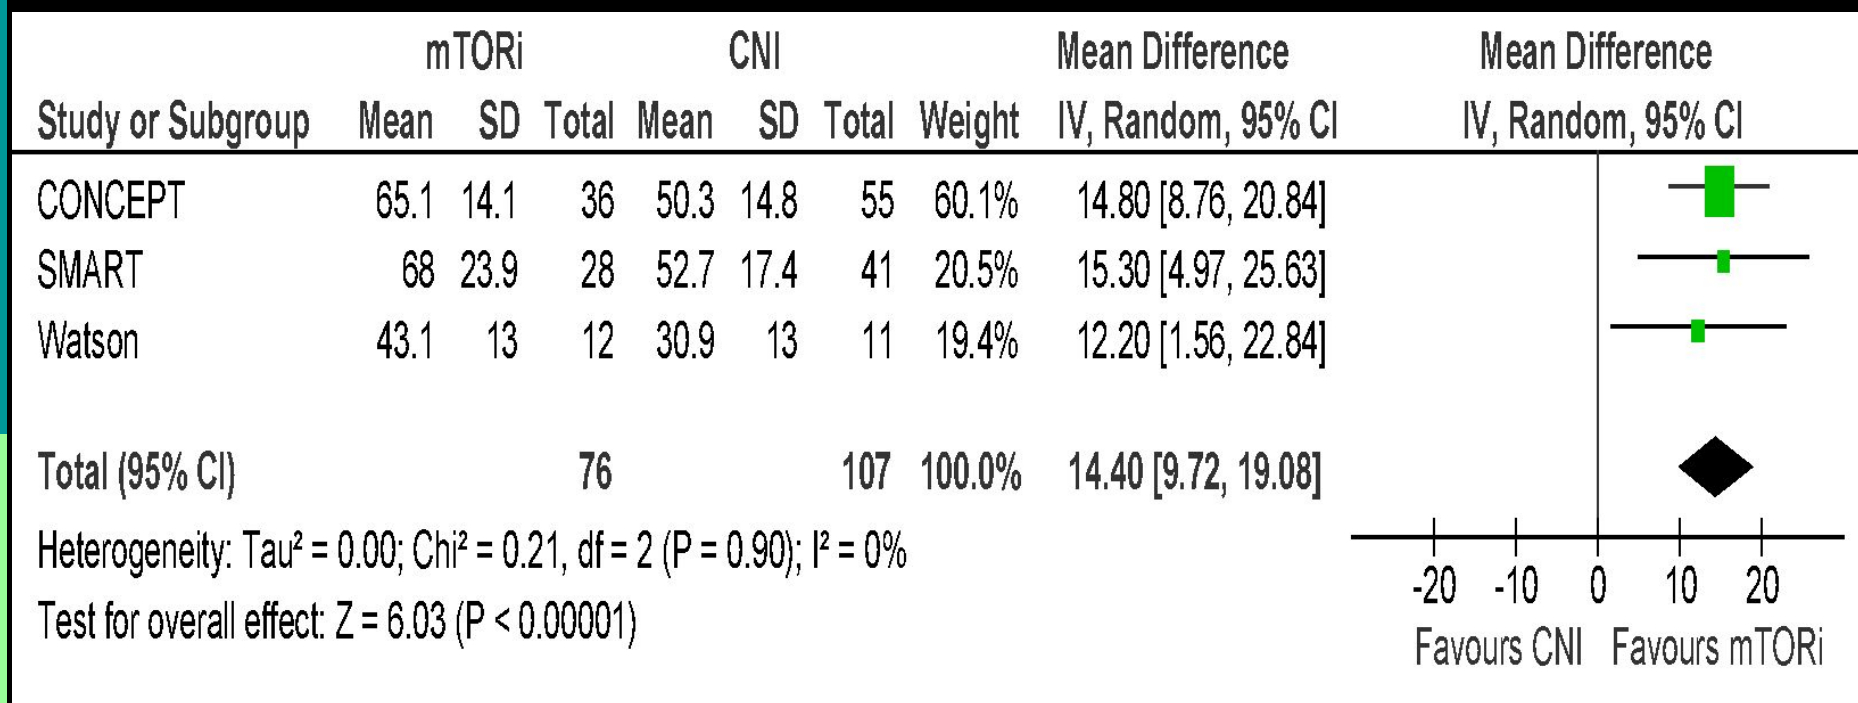 mTORi CNI Mean Difference Mean Difference
Study or Subgroup Mean SD Total Mean SD Total Weight IV, Random, 95% CI IV, Random, 95% CI
CONCEPT 65.1 14.1 36 50.3 14.8 55 60.1% 14.80 [8.76, 20.84]
SMART 68 23.9 28 52.7 17.4 41 20.5% 15.30 [4.97, 25.63]
Watson 43.1 13 12 30.9 13 11 19.4% 12.20 [1.56, 22.84]
Total (95% CI) 76 107 100.0% 14.40 [9.72, 19.08]
Heterogeneity: Tau² = 0.00; Chi² = 0.21, df = 2 (P = 0.90); I² = 0%
Test for overall effect: Z = 6.03 (P < 0.00001)
-20 -10 0 10 20
Favours CNI Favours mTORi